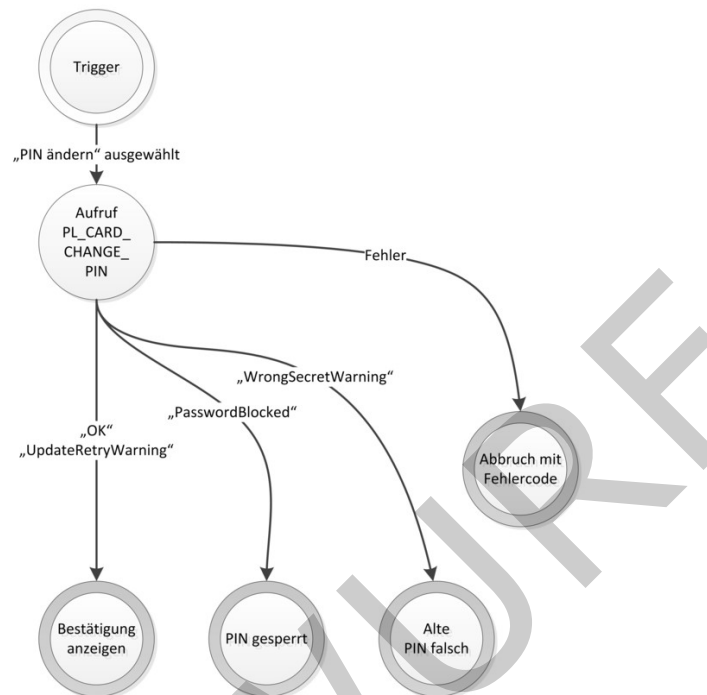 Trigger
„PIN ändern“ ausgewählt
Aufruf
PL_CARD_
CHANGE_
PIN
Fehler
„WrongSecretWarning“
„PasswordBlocked“
„OK“
„UpdateRetryWarning“
Abbruch mit
Fehlercode
Bestätigung
anzeigen
PIN gesperrt
Alte
PIN falsch